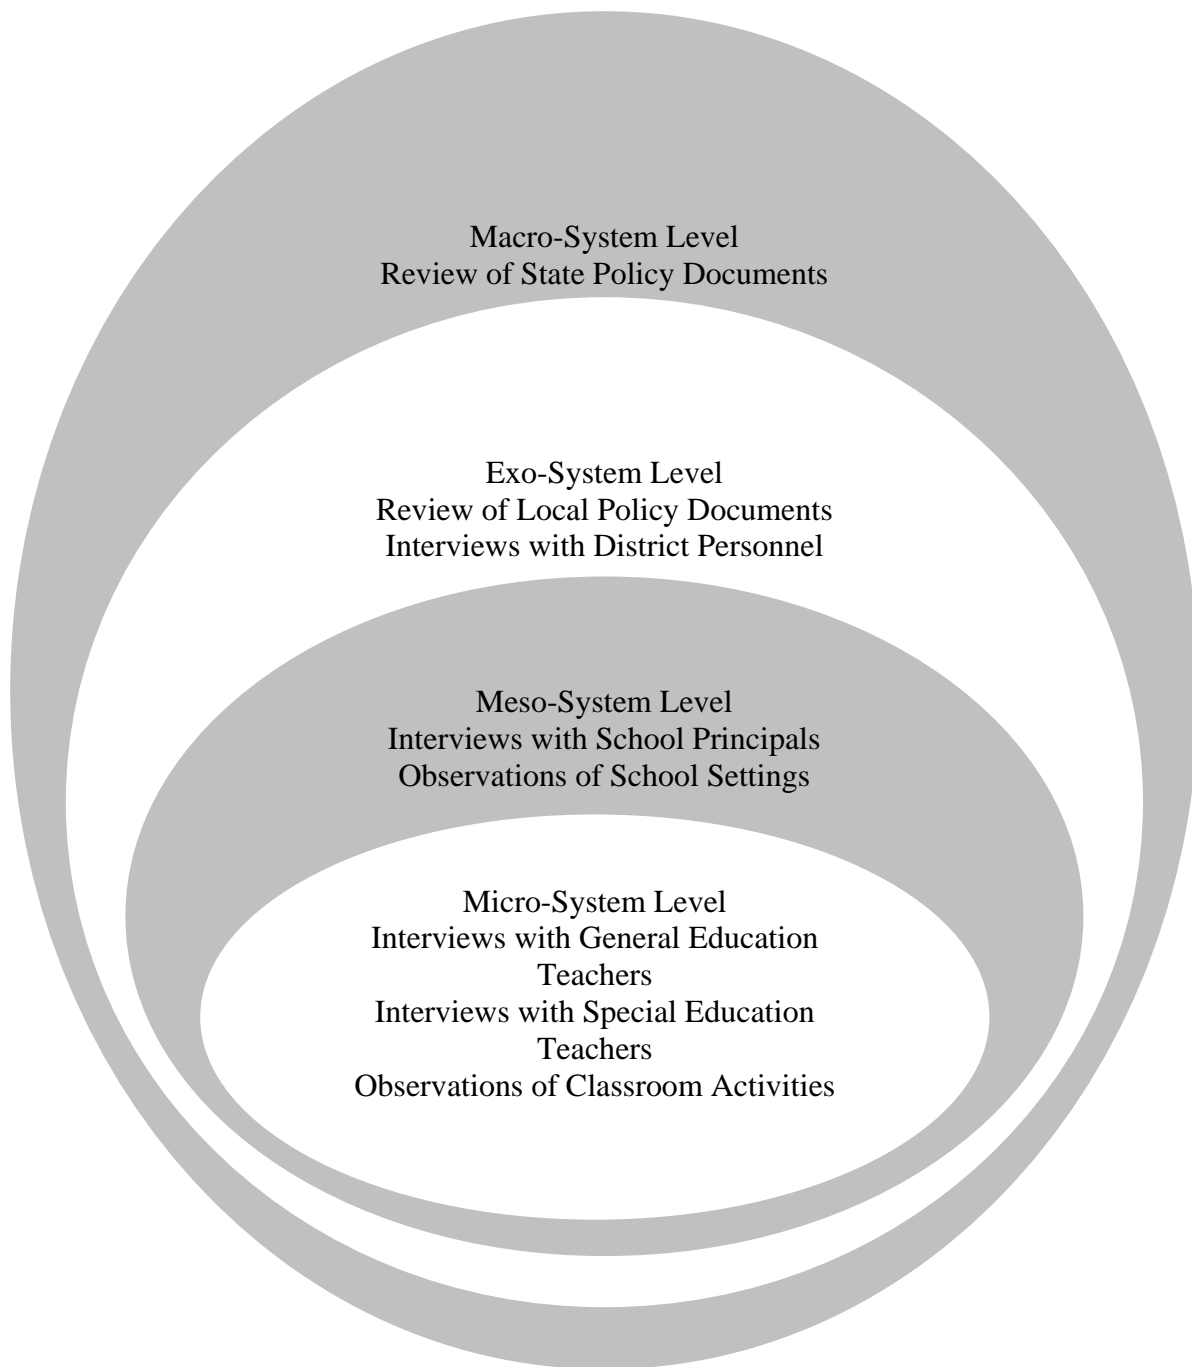 Macro-System Level
Review of State Policy Documents
Exo-System Level
Review of Local Policy Documents
Interviews with District Personnel
Meso-System Level
Interviews with School Principals
Observations of School Settings
Micro-System Level
Interviews with General Education
Teachers
Interviews with Special Education
Teachers
Observations of Classroom Activities